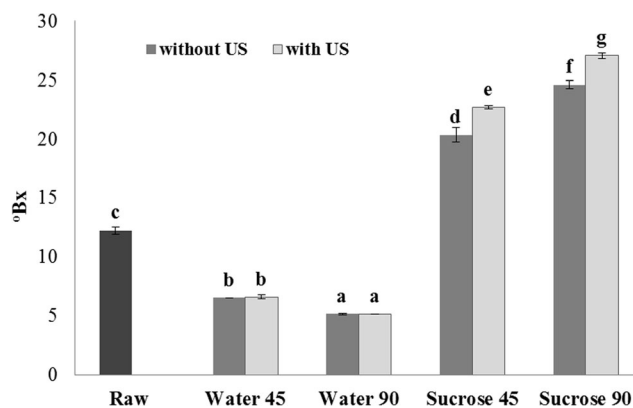 30
without US with US
g
f
25
e
d
20
15
c
ºBx
10
b b
a a
5
0
Raw Water 45 Water 90 Sucrose 45 Sucrose 90